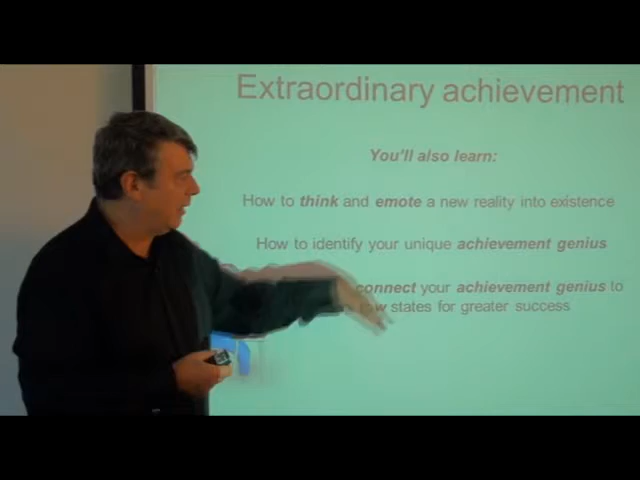 Extraordinary achievement
You'll also learn:
How to think and emote a new reality into existence
How to identify your unique achievement genius
connect your achievement genius to
states for greater success